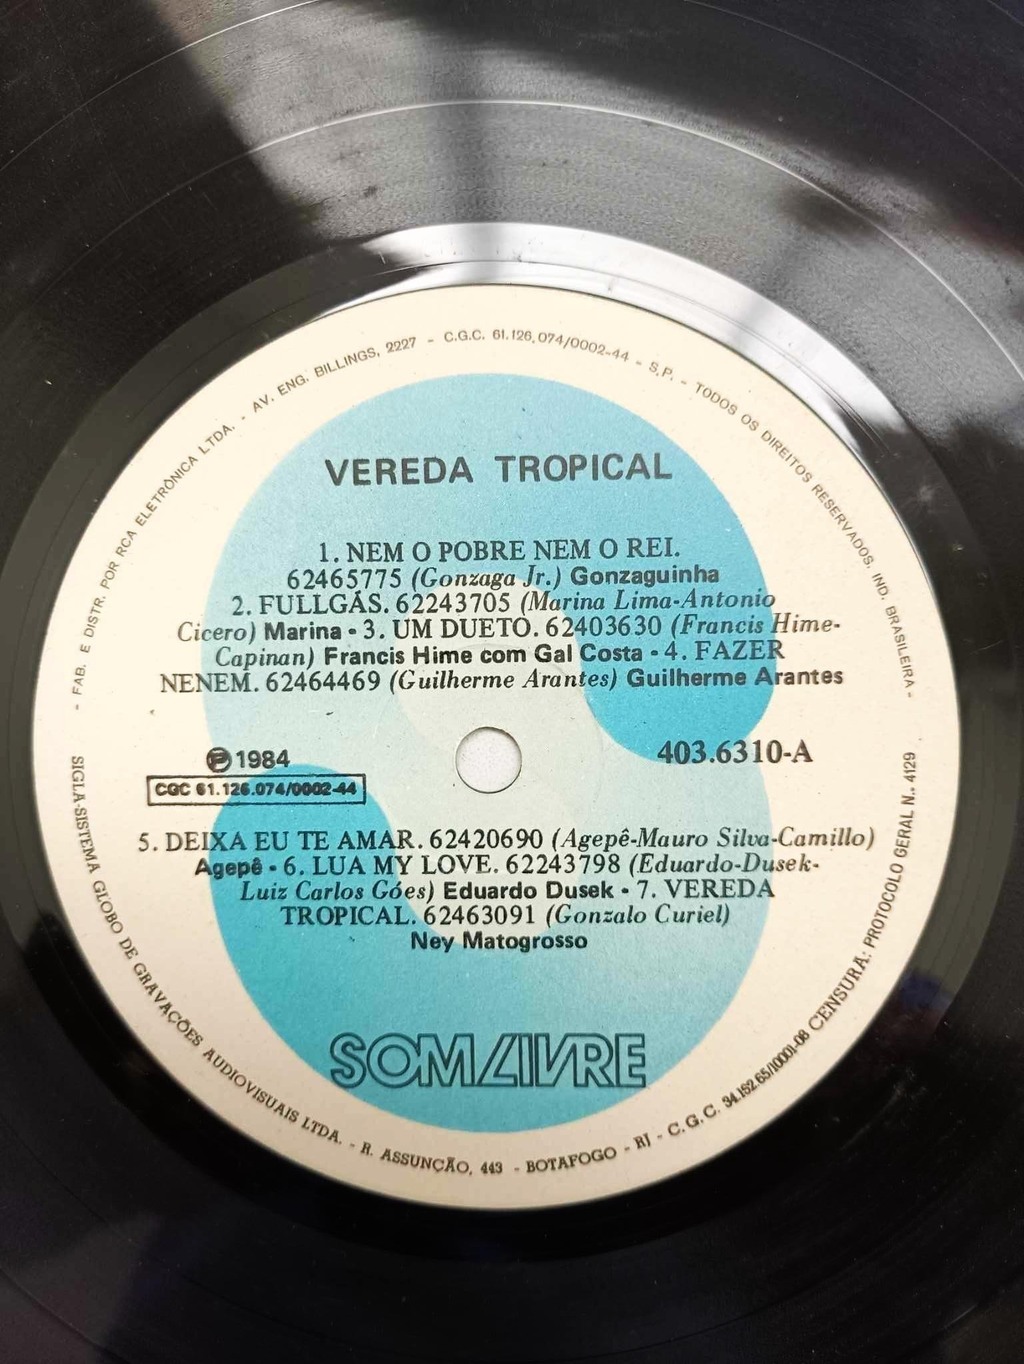 - FAB. E DISTR. POR RCA ELETRÔNICA LTDA. - AV. ENG. BILLINGS, 2227 - C.G.C. 61.126.074/0002-44 - S.P. - TODOS OS DIREITOS RESERVADOS. IND. BRASILEIRA -
VEREDA TROPICAL
1. NEM O POBRE NEM O REI.
62465775 (Gonzaga Jr.) Gonzaguinha
2. FULLGÁS. 62243705 (Marina Lima-Antonio
Cicero) Marina • 3. UM DUETO. 62403630 (Francis Hime-
Capinan) Francis Hime com Gal Costa • 4. FAZER
NENEM. 62464469 (Guilherme Arantes) Guilherme Arantes
℗ 1984
403.6310-A
CGC 61.126.074/0002-44
5. DEIXA EU TE AMAR. 62420690 (Agepê-Mauro Silva-Camillo)
Agepê • 6. LUA MY LOVE. 62243798 (Eduardo-Dusek-
Luiz Carlos Góes) Eduardo Dusek • 7. VEREDA
TROPICAL. 62463091 (Gonzalo Curiel)
Ney Matogrosso
SOM LIVRE
SIGLA-SISTEMA GLOBO DE GRAVAÇÕES AUDIOVISUAIS LTDA. - R. ASSUNÇÃO, 443 - BOTAFOGO - RJ - C.G.C. 34.152.65/10001-08 CENSURA: PROTOCOLO GERAL N.. 4129